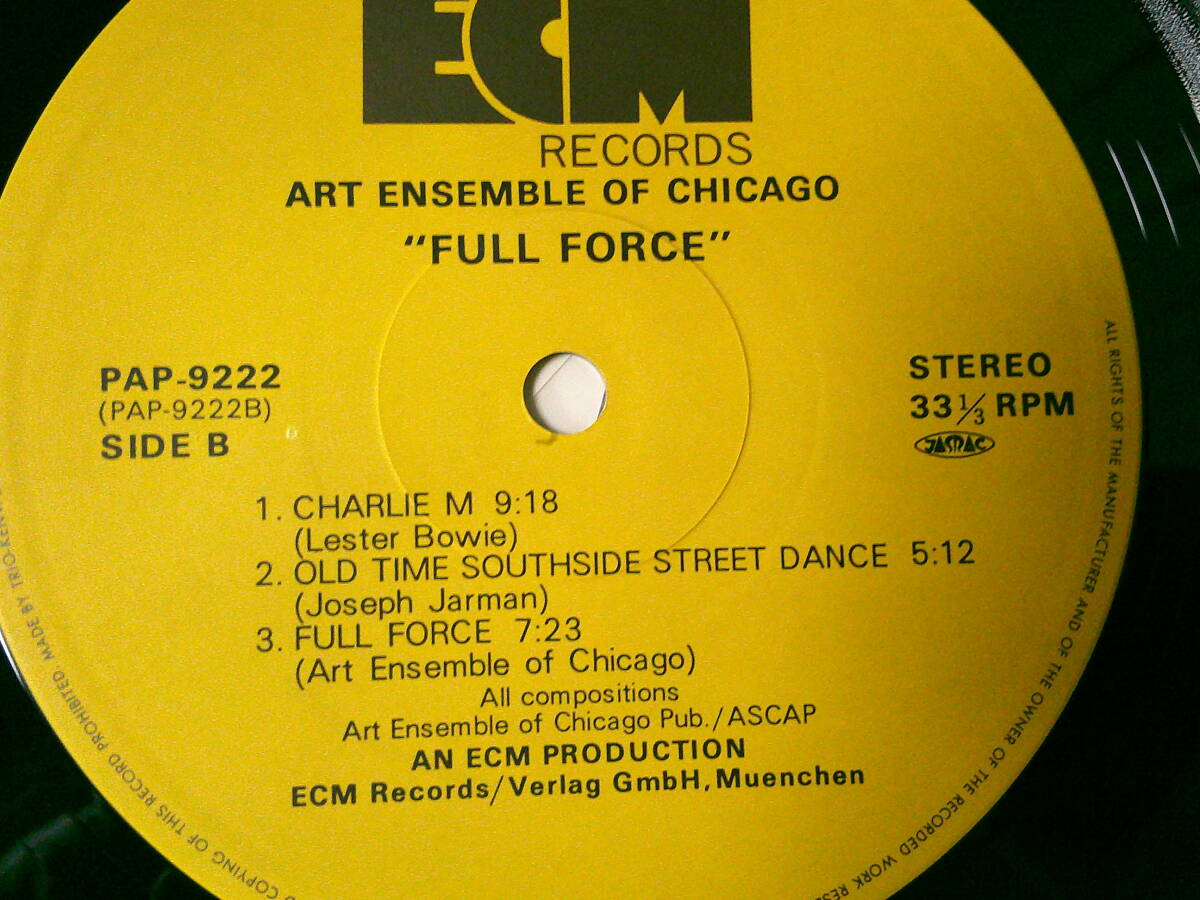 ECM
RECORDS
ART ENSEMBLE OF CHICAGO
"FULL FORCE"
PAP-9222
(PAP-9222B)
SIDE B
STEREO
33 1/3 RPM
JASRAC
1. CHARLIE M 9:18
(Lester Bowie)
2. OLD TIME SOUTHSIDE STREET DANCE 5:12
(Joseph Jarman)
3. FULL FORCE 7:23
(Art Ensemble of Chicago)
All compositions
Art Ensemble of Chicago Pub./ASCAP
AN ECM PRODUCTION
ECM Records/Verlag GmbH, Muenchen
ALL RIGHTS OF THE MANUFACTURER AND OF THE OWNER OF THE RECORDED WORK
COPYING OF THIS RECORD PROHIBITED. MADE BY